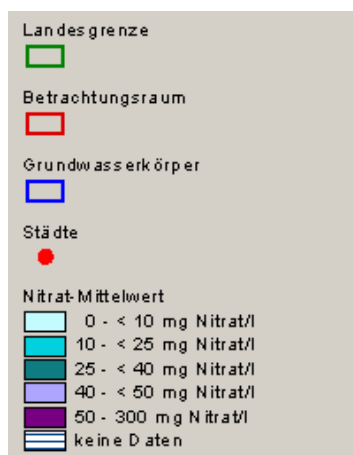 Landesgrenze
Betrachtungsraum
Grundwasserkörper
Städte
Nitrat-Mittelwert
0 - < 10 mg Nitrat/l
10 - < 25 mg Nitrat/l
25 - < 40 mg Nitrat/l
40 - < 50 mg Nitrat/l
50 - 300 mg Nitrat/l
keine Daten